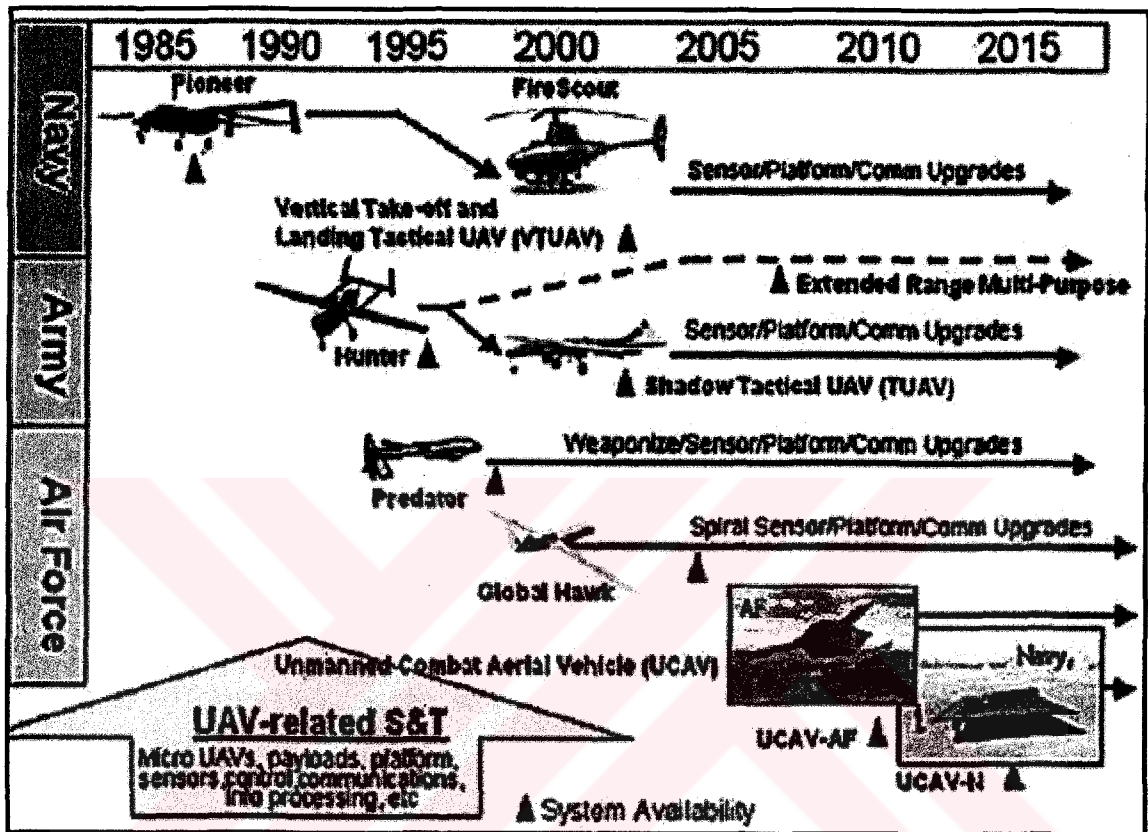 1985 1990 1995 2000 2005 2010 2015
Navy
Pioneer
FireScout
Sensor/Platform/Comm Upgrades
Vertical Take-off and
Landing Tactical UAV (VTUAV)
Army
Extended Range Multi-Purpose
Sensor/Platform/Comm Upgrades
Hunter
Shadow Tactical UAV (TUAV)
Air Force
Weaponize/Sensor/Platform/Comm Upgrades
Predator
Spiral Sensor/Platform/Comm Upgrades
Global Hawk
AF
Unmanned Combat Aerial Vehicle (UCAV)
Navy
UAV-related S&T
Micro UAVs, payloads, platform,
sensors, control, communications,
info processing, etc
UCAV-AF
UCAV-N
System Availability